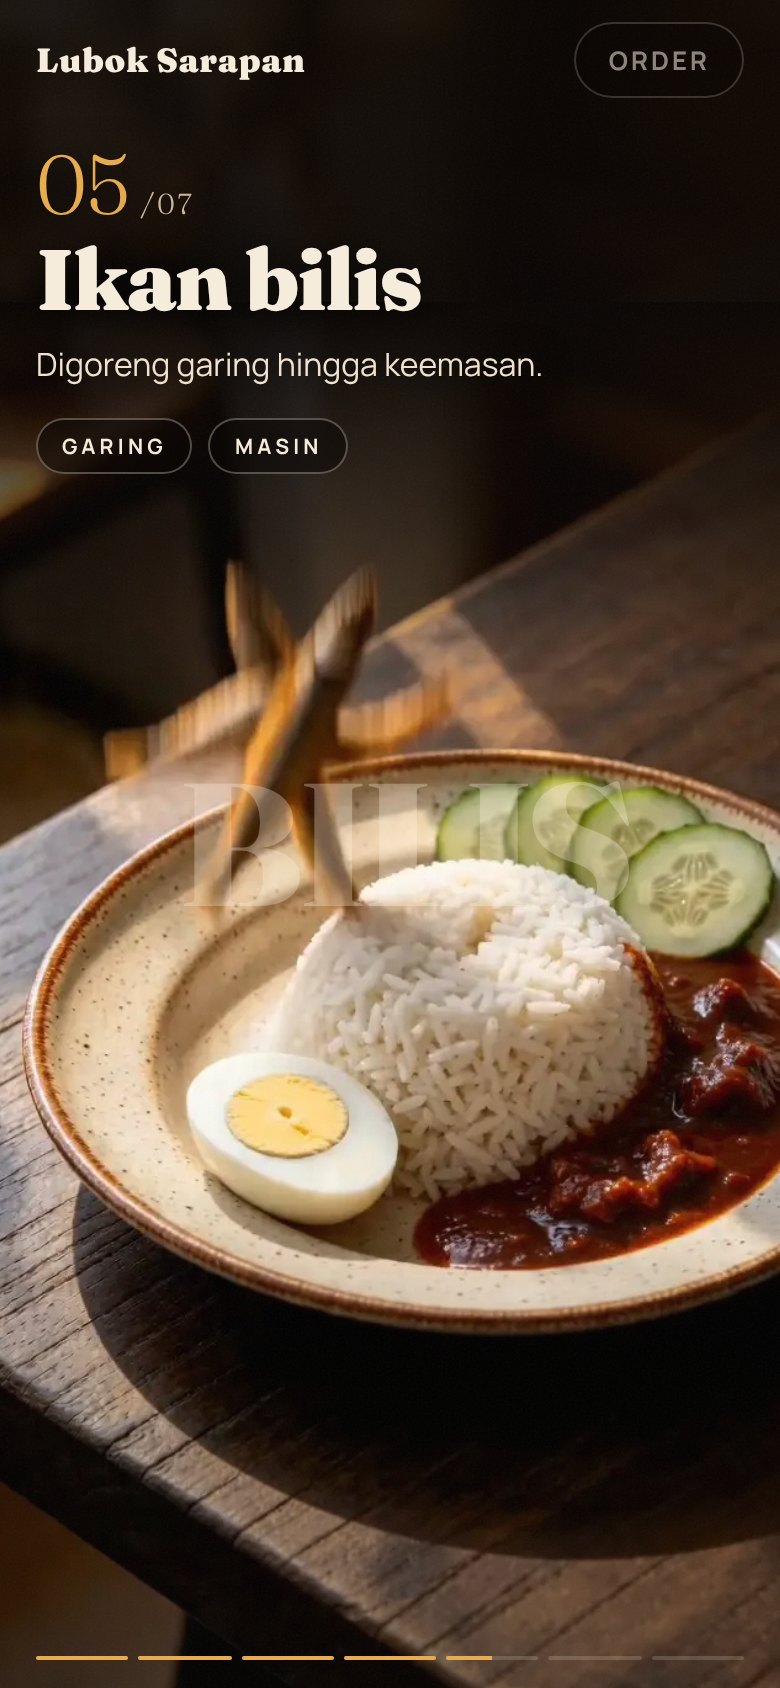 Lubok Sarapan
ORDER
05 /07
Ikan bilis
Digoreng garing hingga keemasan.
GARING
MASIN
BILIS